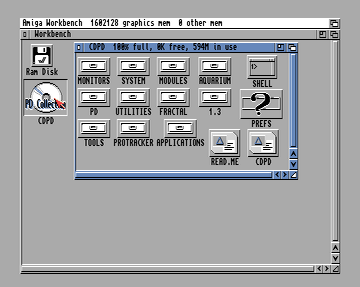 Amiga Workbench 1602128 graphics mem 0 other mem
Workbench
CDPD 100% full, 0K free, 594M in use
Ram Disk
PD Collection
CDPD
MONITORS SYSTEM MODULES AQUARIUM SHELL
PD UTILITIES FRACTAL 1.3 PREFS
TOOLS PROTRACKER APPLICATIONS READ.ME CDPD